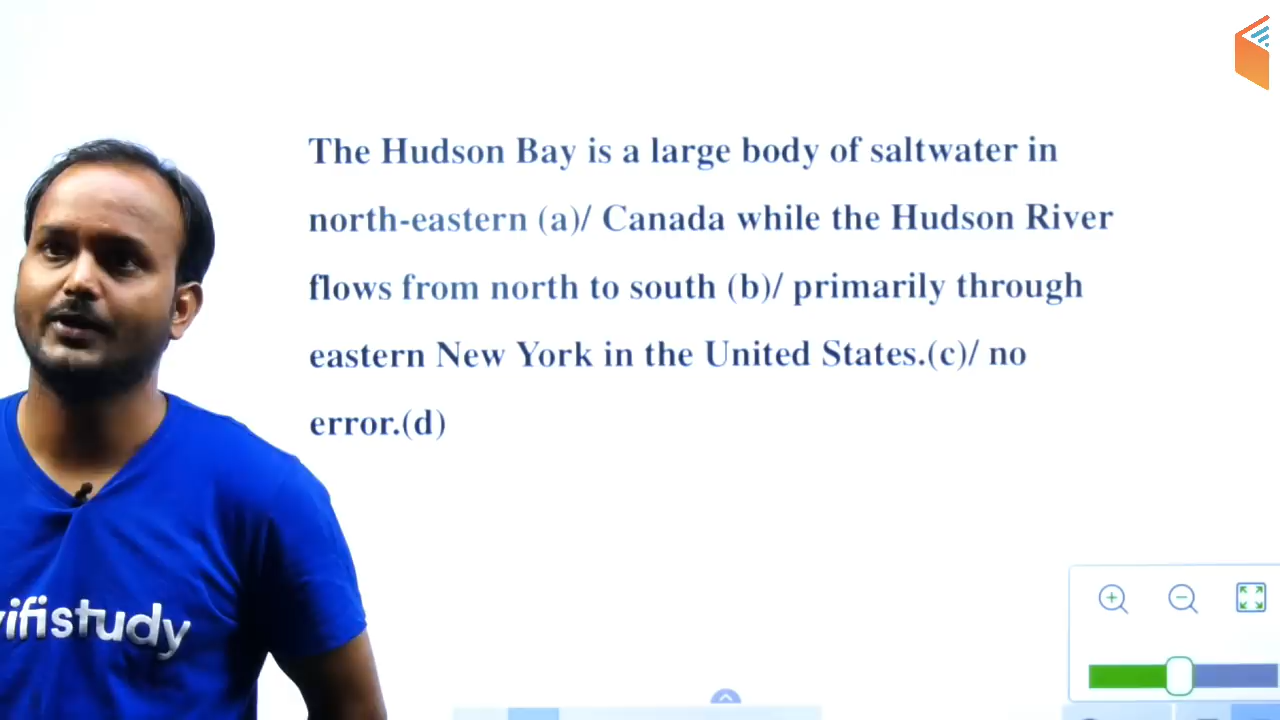 The Hudson Bay is a large body of saltwater in
north-eastern (a)/ Canada while the Hudson River
flows from north to south (b)/ primarily through
eastern New York in the United States.(c)/ no
error.(d)
wifistudy